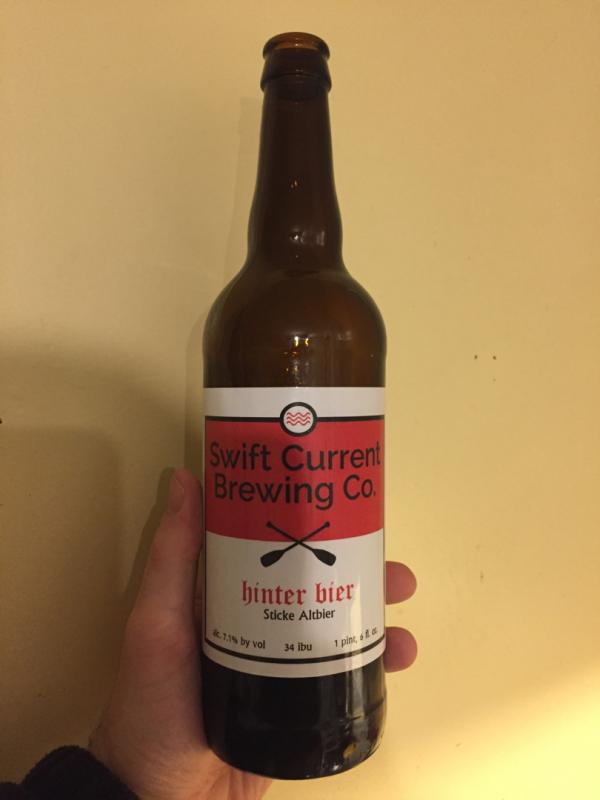 Swift Current
Brewing Co.
hinter bier
Sticke Altbier
alc. 7.1% by vol 34 ibu 1 pint, 6 fl. oz.